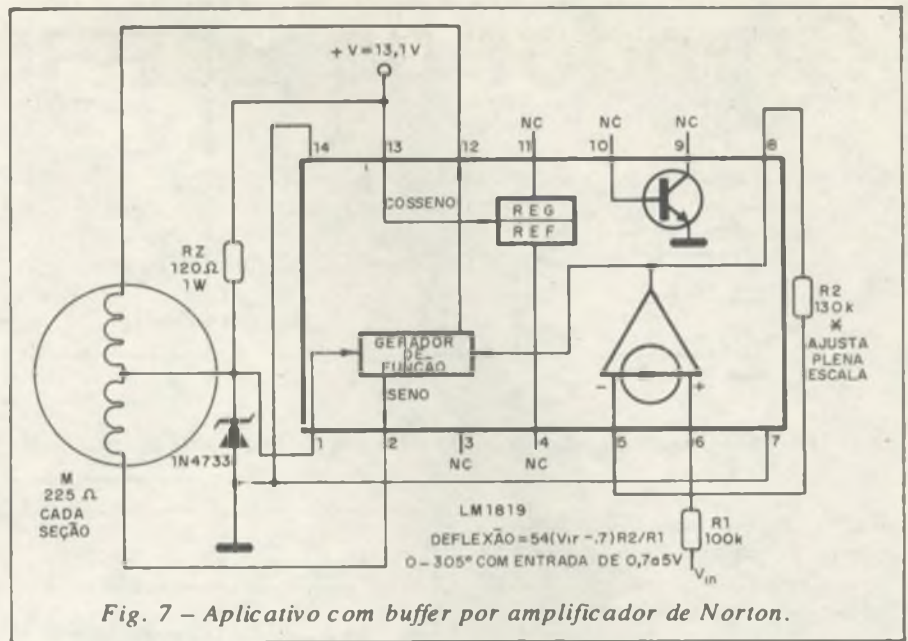 +V=13,1V
NC
NC
NC
14
13
12
11
10
9
8
COSSENO
REG
REF
RZ
120Ω
1W
R2
130k
*
AJUSTA
PLENA
ESCALA
GERADOR
DE
FUNÇÃO
SENO
-
+
1
2
3
4
5
6
7
1N4733
NC
NC
M
225 Ω
CADA
SEÇÃO
LM1819
DEFLEXÃO=54(Vir -.7)R2/R1
0-305° COM ENTRADA DE 0,7a5V
R1
100k
Vin
Fig. 7 – Aplicativo com buffer por amplificador de Norton.